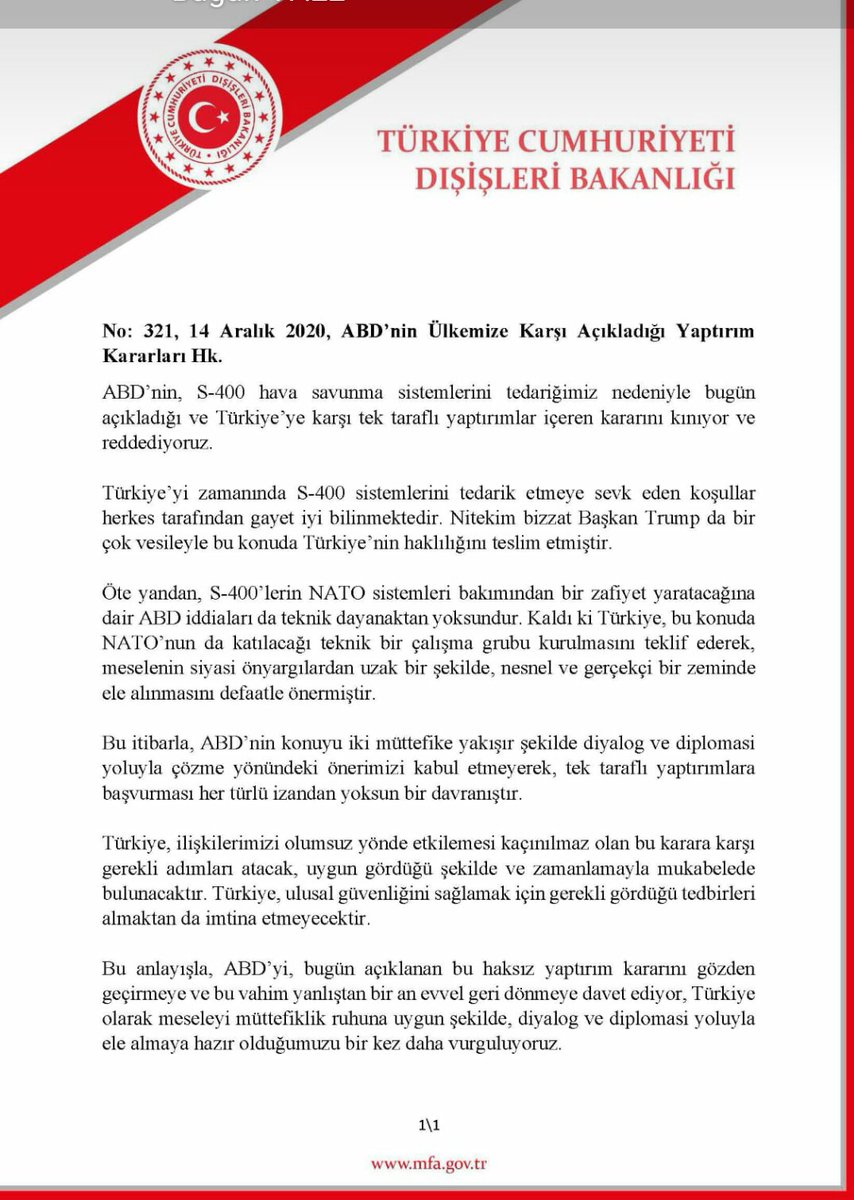 TÜRKİYE CUMHURİYETİ DIŞİŞLERİ BAKANLIĞI
TÜRKİYE CUMHURİYETİ
DIŞİŞLERİ BAKANLIĞI
No: 321, 14 Aralık 2020, ABD’nin Ülkemize Karşı Açıkladığı Yaptırım
Kararları Hk.
ABD’nin, S-400 hava savunma sistemlerini tedariğimiz nedeniyle bugün
açıkladığı ve Türkiye’ye karşı tek taraflı yaptırımlar içeren kararını kınıyor ve
reddediyoruz.
Türkiye’yi zamanında S-400 sistemlerini tedarik etmeye sevk eden koşullar
herkes tarafından gayet iyi bilinmektedir. Nitekim bizzat Başkan Trump da bir
çok vesileyle bu konuda Türkiye’nin haklılığını teslim etmiştir.
Öte yandan, S-400’lerin NATO sistemleri bakımından bir zafiyet yaratacağına
dair ABD iddiaları da teknik dayanaktan yoksundur. Kaldı ki Türkiye, bu konuda
NATO’nun da katılacağı teknik bir çalışma grubu kurulmasını teklif ederek,
meselenin siyasi önyargılardan uzak bir şekilde, nesnel ve gerçekçi bir zeminde
ele alınmasını defaatle önermiştir.
Bu itibarla, ABD’nin konuyu iki müttefike yakışır şekilde diyalog ve diplomasi
yoluyla çözme yönündeki önerimizi kabul etmeyerek, tek taraflı yaptırımlara
başvurması her türlü izandan yoksun bir davranıştır.
Türkiye, ilişkilerimizi olumsuz yönde etkilemesi kaçınılmaz olan bu karara karşı
gerekli adımları atacak, uygun gördüğü şekilde ve zamanlamayla mukabelede
bulunacaktır. Türkiye, ulusal güvenliğini sağlamak için gerekli gördüğü tedbirleri
almaktan da imtina etmeyecektir.
Bu anlayışla, ABD’yi, bugün açıklanan bu haksız yaptırım kararını gözden
geçirmeye ve bu vahim yanlıştan bir an evvel geri dönmeye davet ediyor, Türkiye
olarak meseleyi müttefiklik ruhuna uygun şekilde, diyalog ve diplomasi yoluyla
ele almaya hazır olduğumuzu bir kez daha vurguluyoruz.
1\1
www.mfa.gov.tr